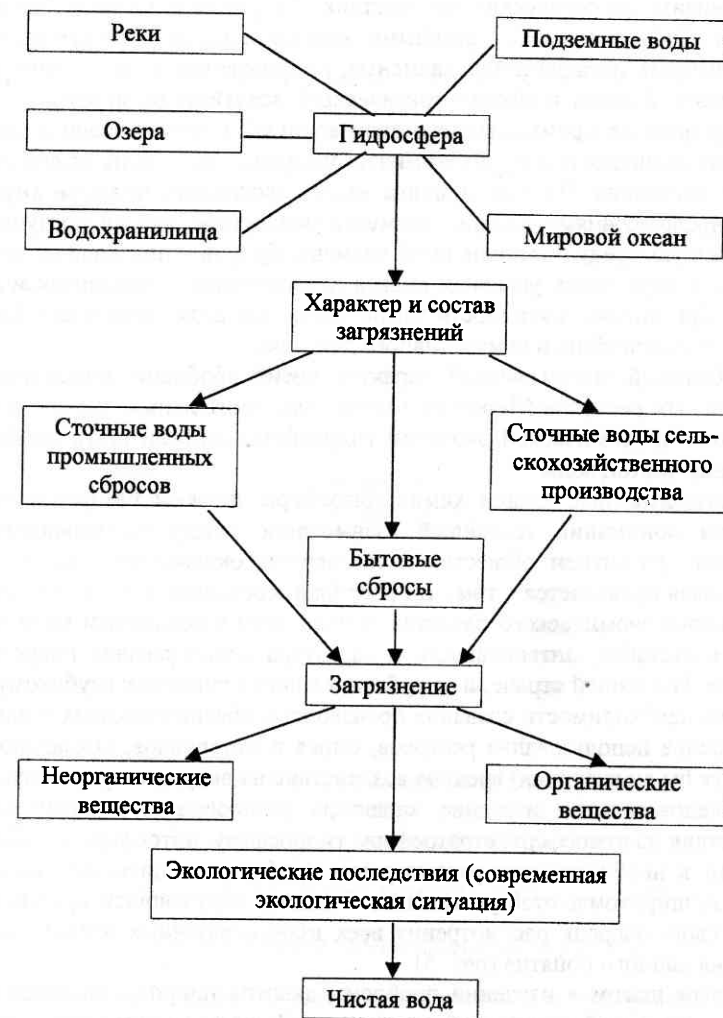 Реки
Подземные воды
Озера
Гидросфера
Водохранилища
Мировой океан
Характер и состав
загрязнений
Сточные воды
промышленных
сбросов
Сточные воды сель-
скохозяйственного
производства
Бытовые
сбросы
Загрязнение
Неорганические
вещества
Органические
вещества
Экологические последствия (современная
экологическая ситуация)
Чистая вода